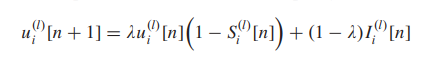 u_i^{(l)}[n + 1] = λu_i^{(l)}[n](1 − S_i^{(l)}[n]) + (1 − λ)I_i^{(l)}[n]